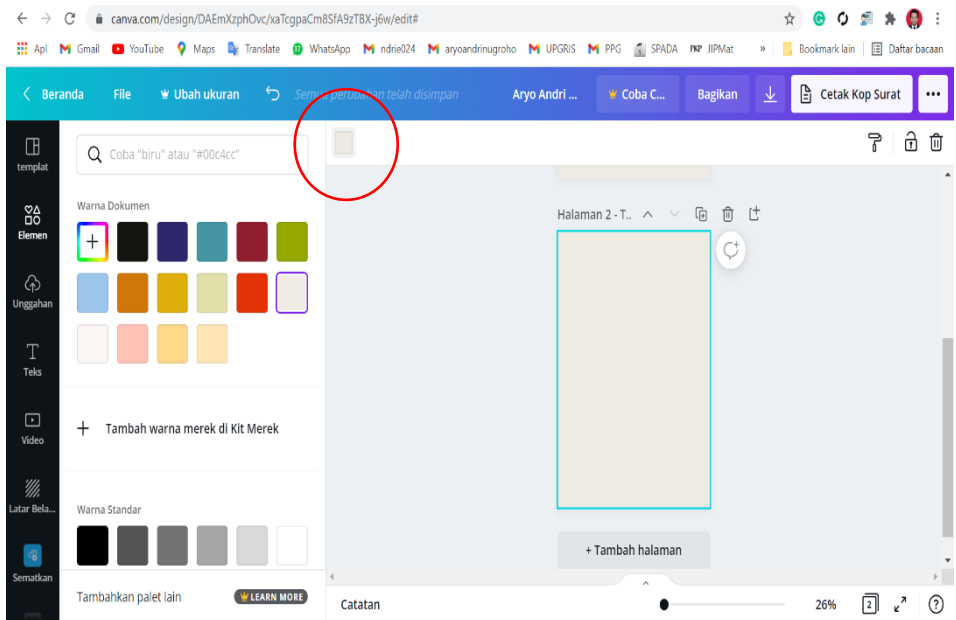 canva.com/design/DAEmXzphOvc/xaTcgpaCm8SfA9zTBX-j6w/edit#
Apl Gmail YouTube Maps Translate WhatsApp ndrie024 aryoandrinugroho UPGRIS PPG SPADA PKP JIPMat » Bookmark lain Daftar bacaan
Beranda File Ubah ukuran Semua perubahan telah disimpan Aryo Andri ... Coba C... Bagikan Cetak Kop Surat
templat
Elemen
Unggahan
Teks
Video
Latar Bela...
Sematkan
Coba "biru" atau "#00c4cc"
Warna Dokumen
+ Tambah warna merek di Kit Merek
Warna Standar
Tambahkan palet lain LEARN MORE
Halaman 2 - T..
+ Tambah halaman
Catatan 26% 2 ?